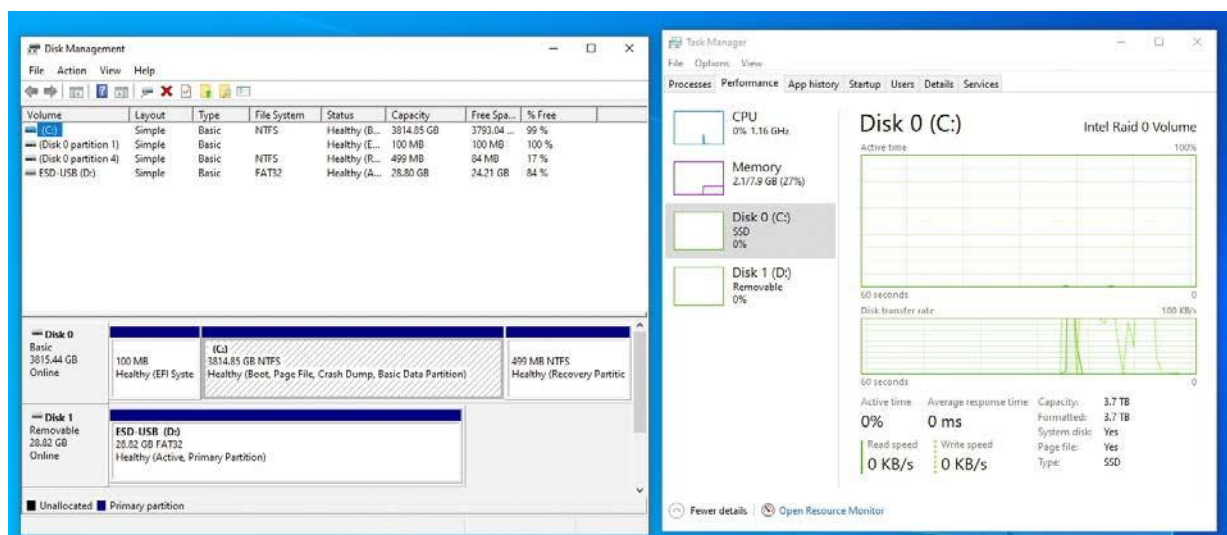 Disk Management
File Action View Help
Volume Layout Type File System Status Capacity Free Spa... % Free
(C:) Simple Basic NTFS Healthy (B... 3814.85 GB 3793.04 ... 99 %
(Disk 0 partition 1) Simple Basic Healthy (E... 100 MB 100 MB 100 %
(Disk 0 partition 4) Simple Basic NTFS Healthy (R... 499 MB 84 MB 17 %
ESD-USB (D:) Simple Basic FAT32 Healthy (A... 28.80 GB 24.21 GB 84 %
Disk 0
Basic
3815.44 GB
Online
100 MB
Healthy (EFI Syste
(C:)
3814.85 GB NTFS
Healthy (Boot, Page File, Crash Dump, Basic Data Partition)
499 MB NTFS
Healthy (Recovery Partitic
Disk 1
Removable
28.82 GB
Online
ESD-USB (D:)
28.82 GB FAT32
Healthy (Active, Primary Partition)
Unallocated Primary partition
Task Manager
File Options View
Processes Performance App history Startup Users Details Services
CPU
0% 1.16 GHz
Memory
2.1/7.9 GB (27%)
Disk 0 (C:)
SSD
0%
Disk 1 (D:)
Removable
0%
Disk 0 (C:) Intel Raid 0 Volume
Active time 100%
60 seconds 0
Disk transfer rate 100 KB/s
60 seconds 0
Active time Average response time
0% 0 ms
Read speed Write speed
0 KB/s 0 KB/s
Capacity: 3.7 TB
Formatted: 3.7 TB
System disk: Yes
Page file: Yes
Type: SSD
Fewer details Open Resource Monitor